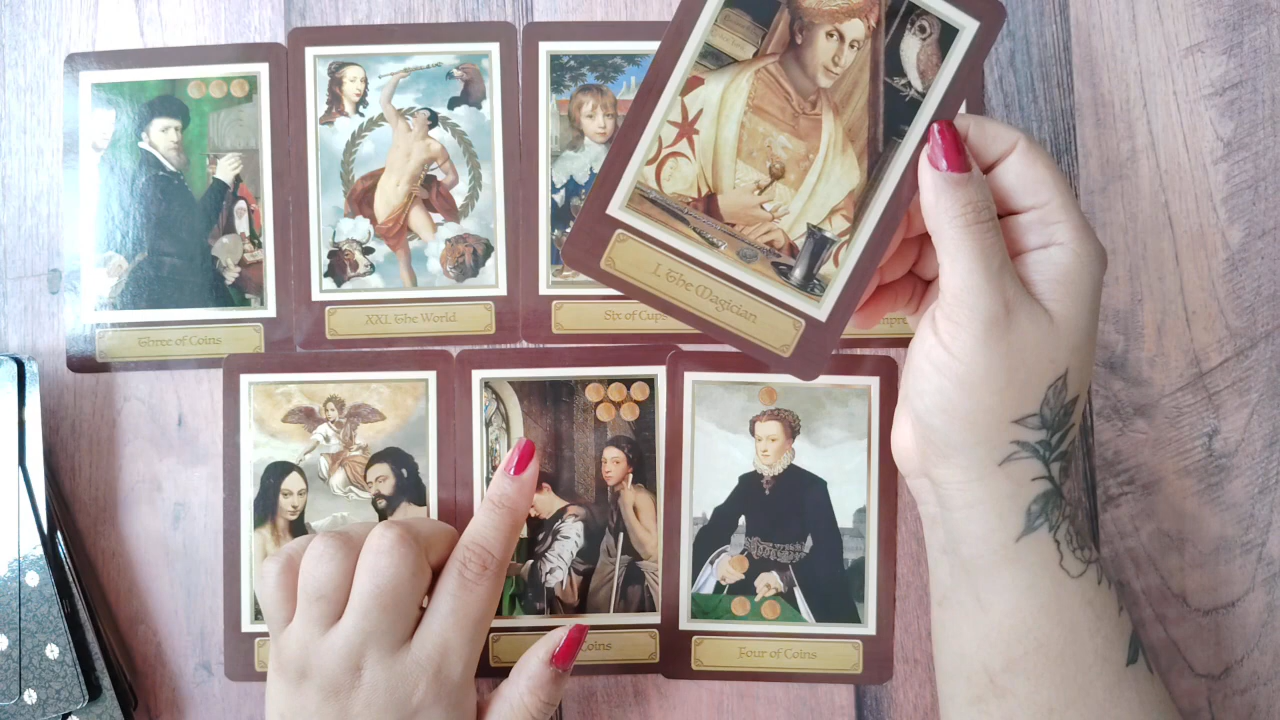 Three of Coins
XXI. The World
Six of Cups
I. The Magician
Coins
Four of Coins